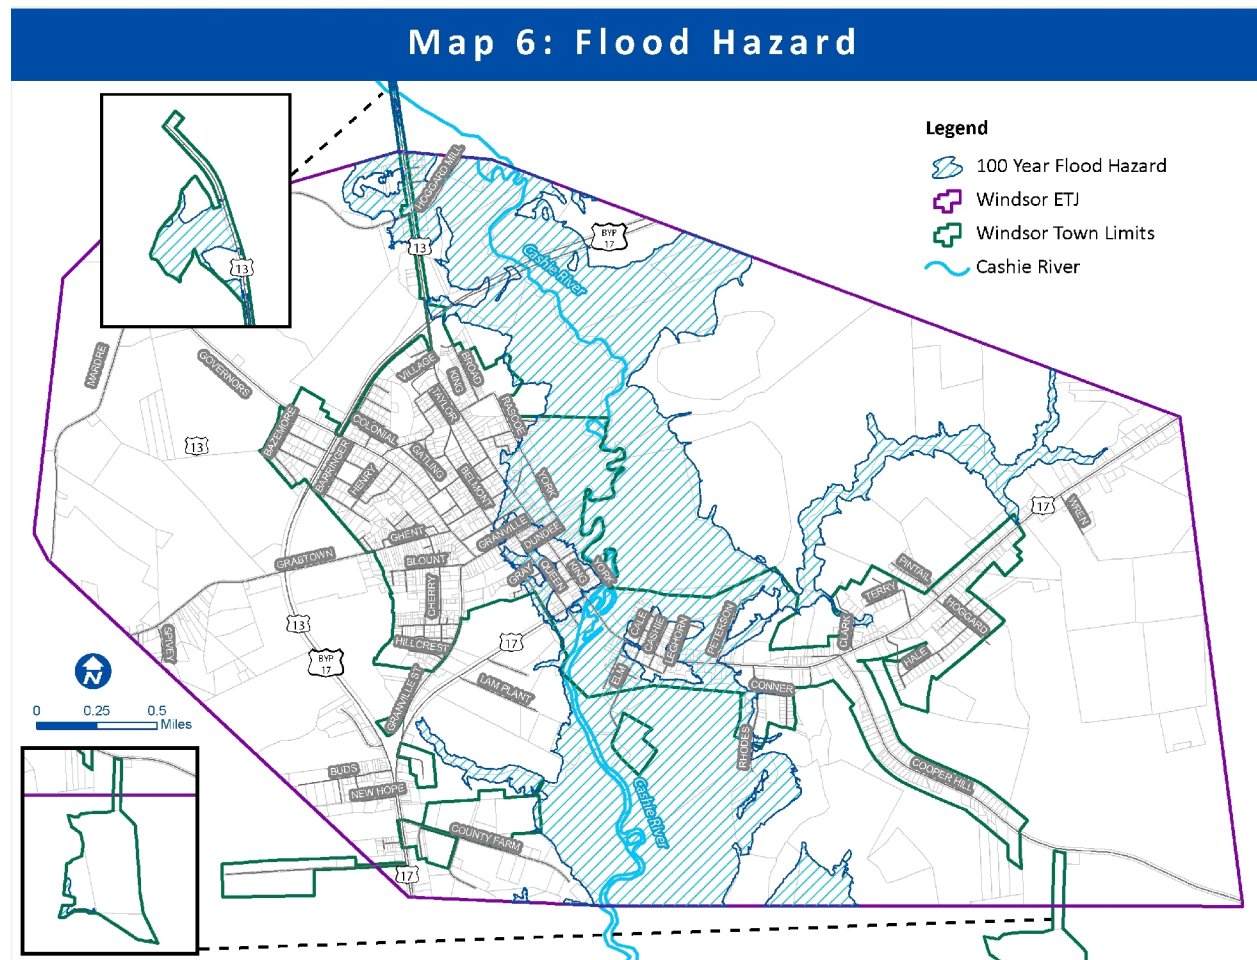 Map 6: Flood Hazard
Legend
100 Year Flood Hazard
Windsor ETJ
Windsor Town Limits
Cashie River
HOGGARD MILL
13
BYP
17
Cashie River
13
MARDRE
GOVERNORS
VILLAGE
KING
BROAD
TAYLOR
RASCOE
BAZEMORE
13
COLONIAL
GATLING
HENRY
BELMONT
YORK
17
WREN
GRANVILLE
DUNDEE
GHENT
GRABTOWN
BLOUNT
GRAY
QUEEN
KING
YORK
CHERRY
PINTAIL
TERRY
HOGGARD
13
SPIVEY
HILLCREST
17
CASTLE
LEGHORN
PETERSON
CLARK
HALE
BYP
17
ELM
LAM PLANT
GRANVILLE ST
CONNER
RHODES
N
0
0.25
0.5
Miles
BUDS
NEW HOPE
COOPER HILL
Cashie River
COUNTY FARM
17